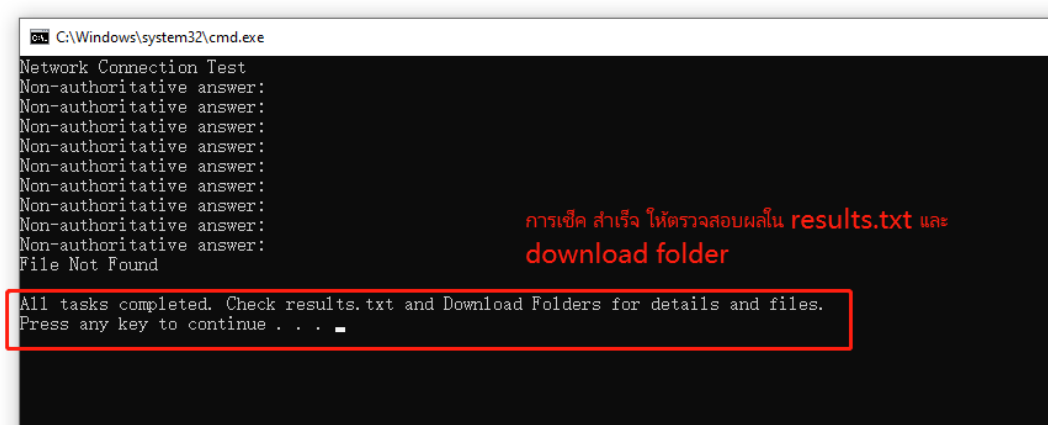 C:\Windows\system32\cmd.exe
Network Connection Test
Non-authoritative answer:
Non-authoritative answer:
Non-authoritative answer:
Non-authoritative answer:
Non-authoritative answer:
Non-authoritative answer:
Non-authoritative answer:
Non-authoritative answer:
Non-authoritative answer:
File Not Found
การเช็ค สำเร็จ ให้ตรวจสอบผลใน results.txt และ
download folder
All tasks completed. Check results.txt and Download Folders for details and files.
Press any key to continue . . .